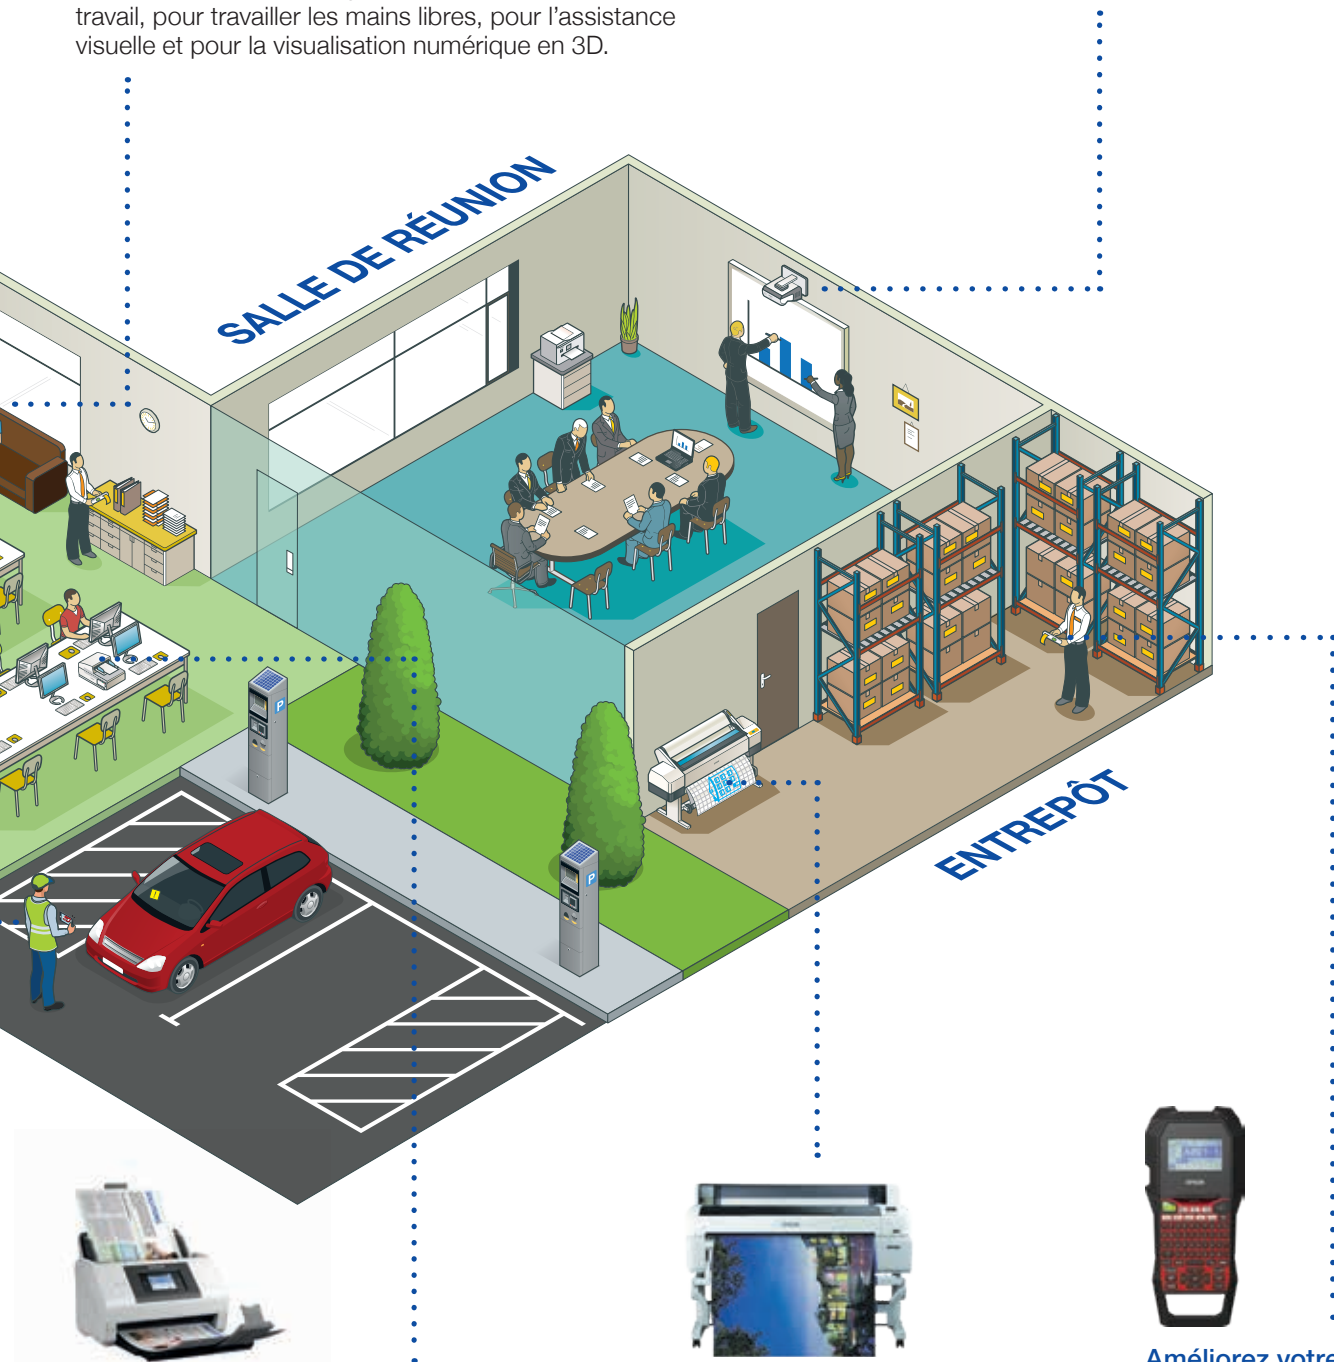 travail, pour travailler les mains libres, pour l’assistance
visuelle et pour la visualisation numérique en 3D.
SALLE DE RÉUNION
P
P
ENTREPÔT
EPSON
Améliorez votre